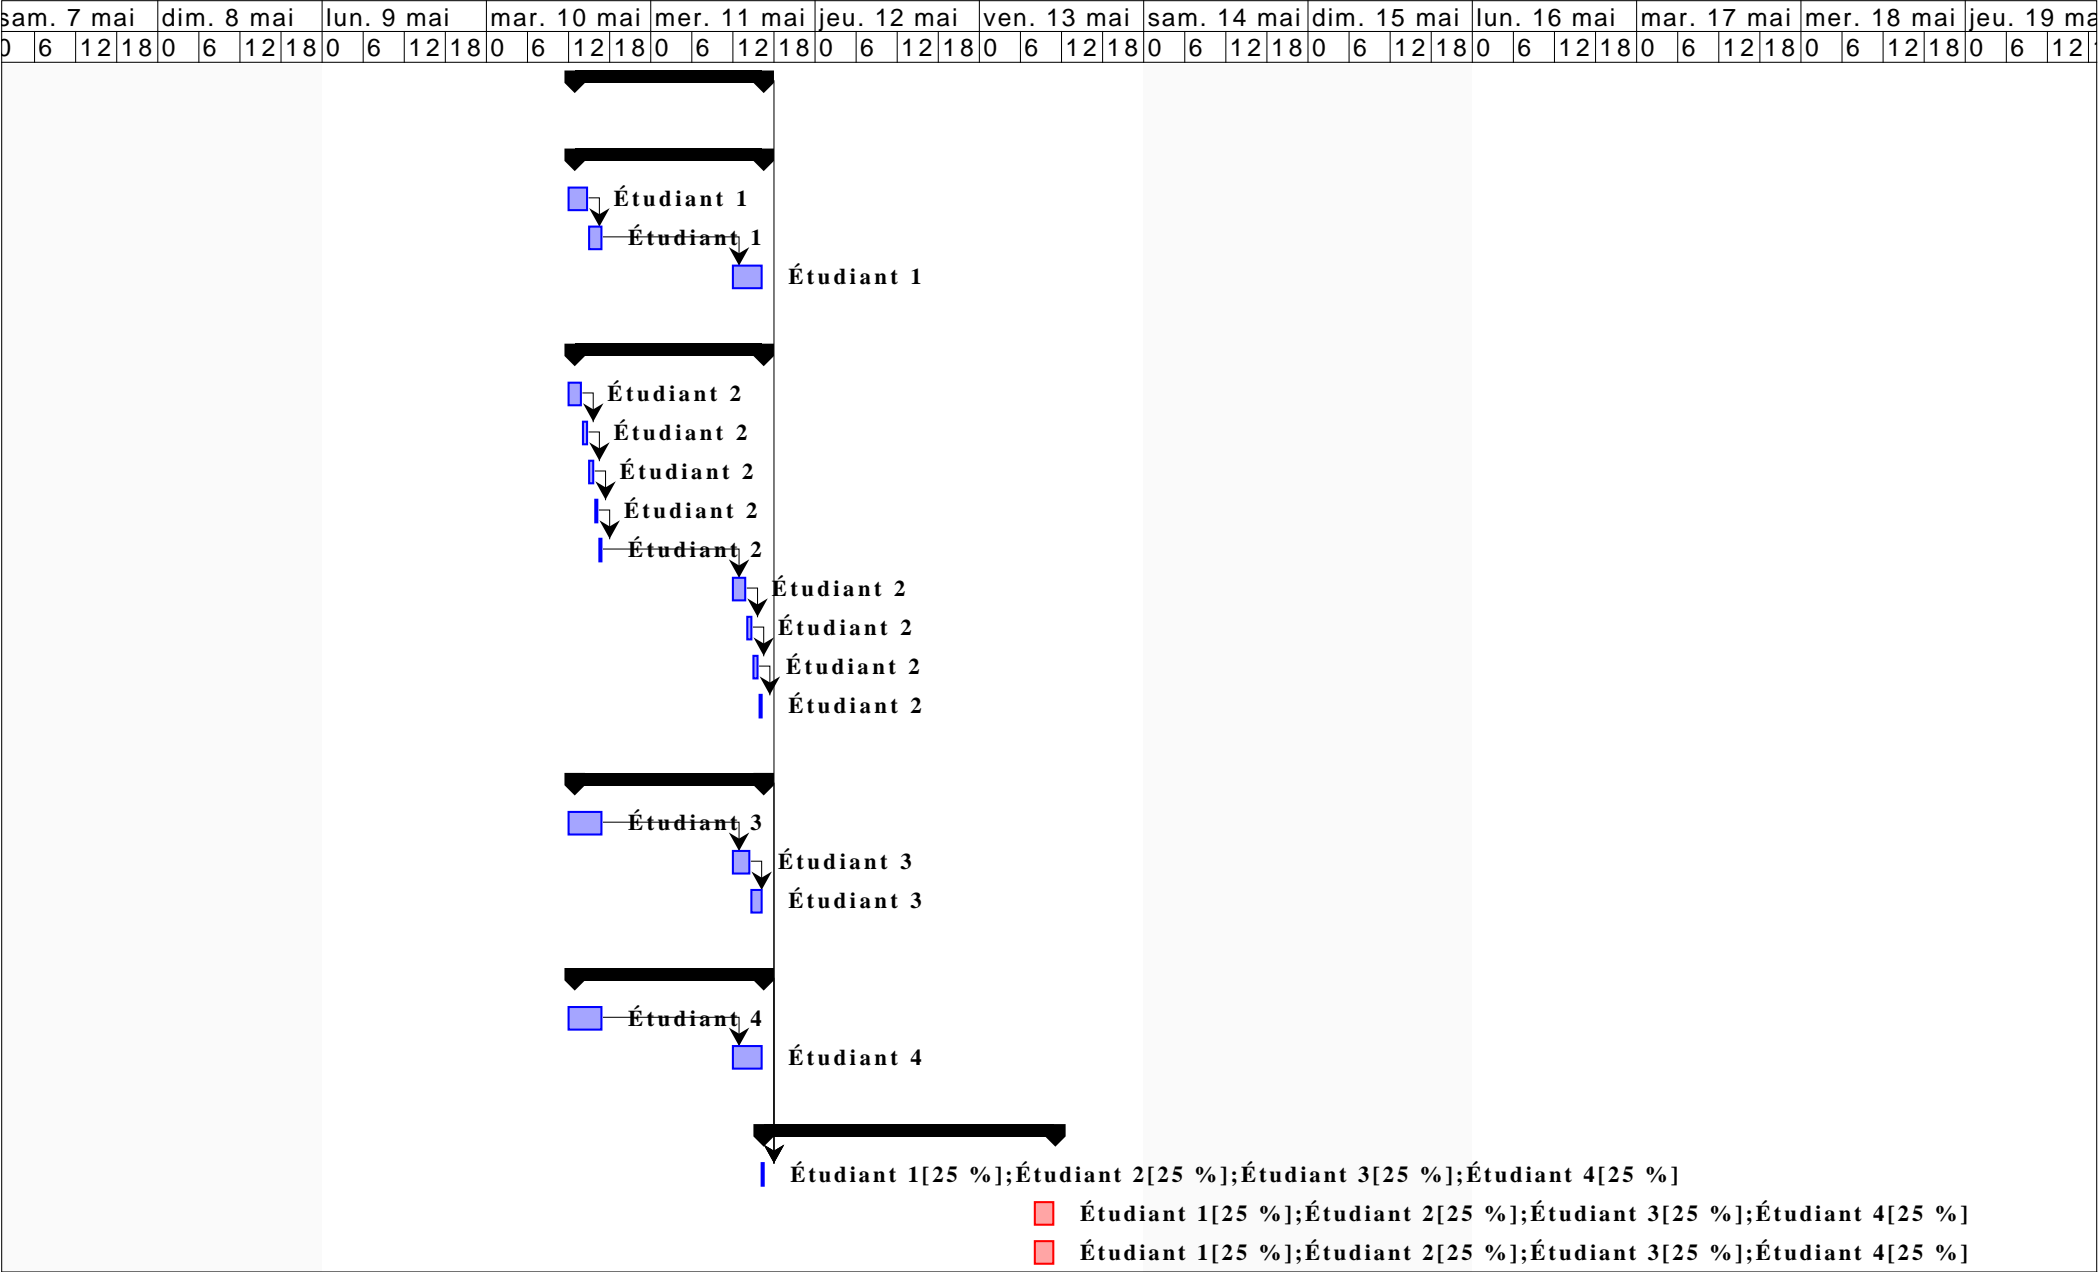 sam. 7 mai dim. 8 mai lun. 9 mai mar. 10 mai mer. 11 mai jeu. 12 mai ven. 13 mai sam. 14 mai dim. 15 mai lun. 16 mai mar. 17 mai mer. 18 mai jeu. 19 ma
0 6 12 18 0 6 12 18 0 6 12 18 0 6 12 18 0 6 12 18 0 6 12 18 0 6 12 18 0 6 12 18 0 6 12 18 0 6 12 18 0 6 12 18 0 6 12 18 0 6 12
Étudiant 1
Étudiant 1
Étudiant 1
Étudiant 2
Étudiant 2
Étudiant 2
Étudiant 2
Étudiant 2
Étudiant 2
Étudiant 2
Étudiant 2
Étudiant 2
Étudiant 3
Étudiant 3
Étudiant 3
Étudiant 4
Étudiant 4
Étudiant 1[25 %];Étudiant 2[25 %];Étudiant 3[25 %];Étudiant 4[25 %]
Étudiant 1[25 %];Étudiant 2[25 %];Étudiant 3[25 %];Étudiant 4[25 %]
Étudiant 1[25 %];Étudiant 2[25 %];Étudiant 3[25 %];Étudiant 4[25 %]